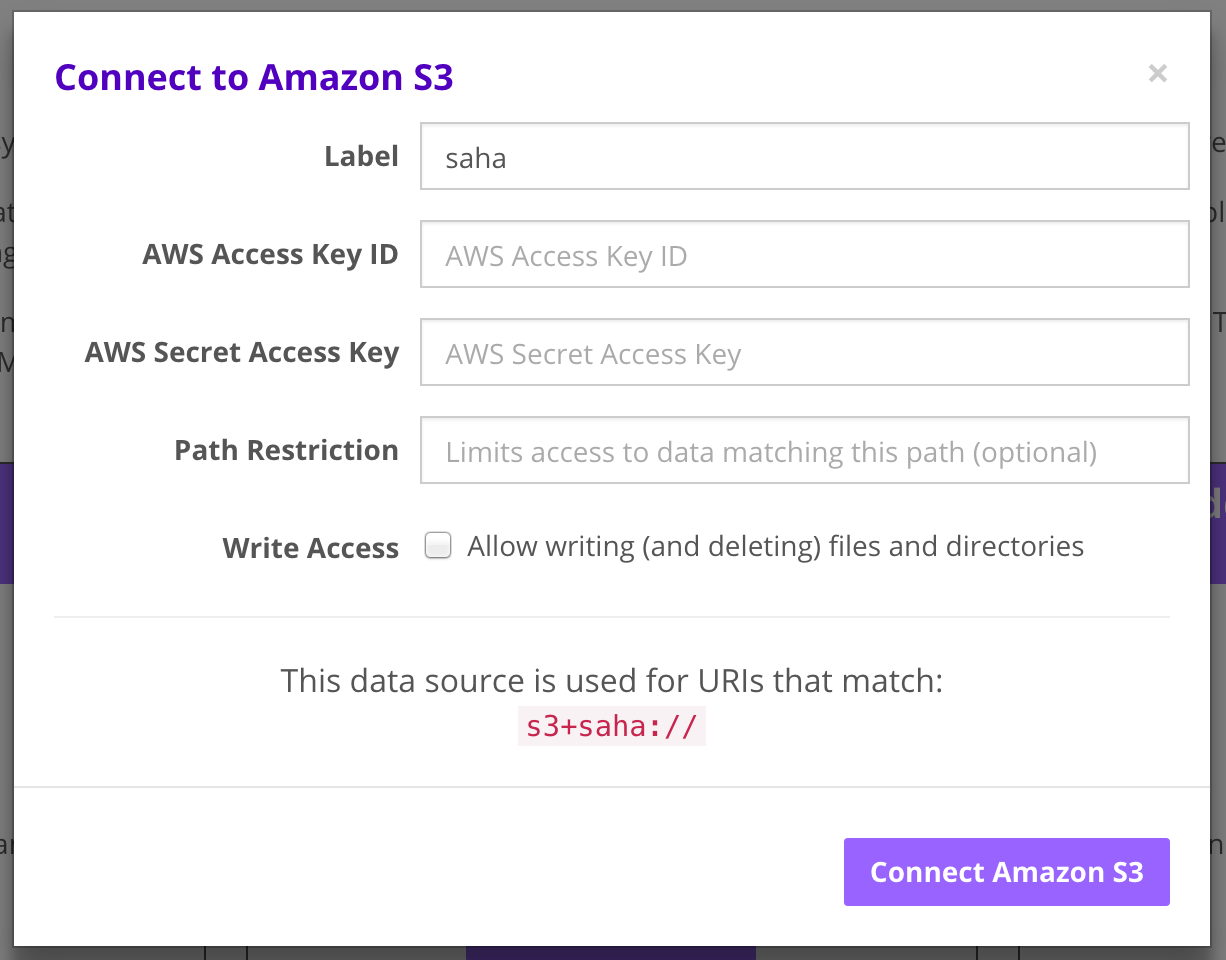 Connect to Amazon S3
×
Label
saha
AWS Access Key ID
AWS Access Key ID
AWS Secret Access Key
AWS Secret Access Key
Path Restriction
Limits access to data matching this path (optional)
Write Access
Allow writing (and deleting) files and directories
This data source is used for URIs that match:
s3+saha://
Connect Amazon S3